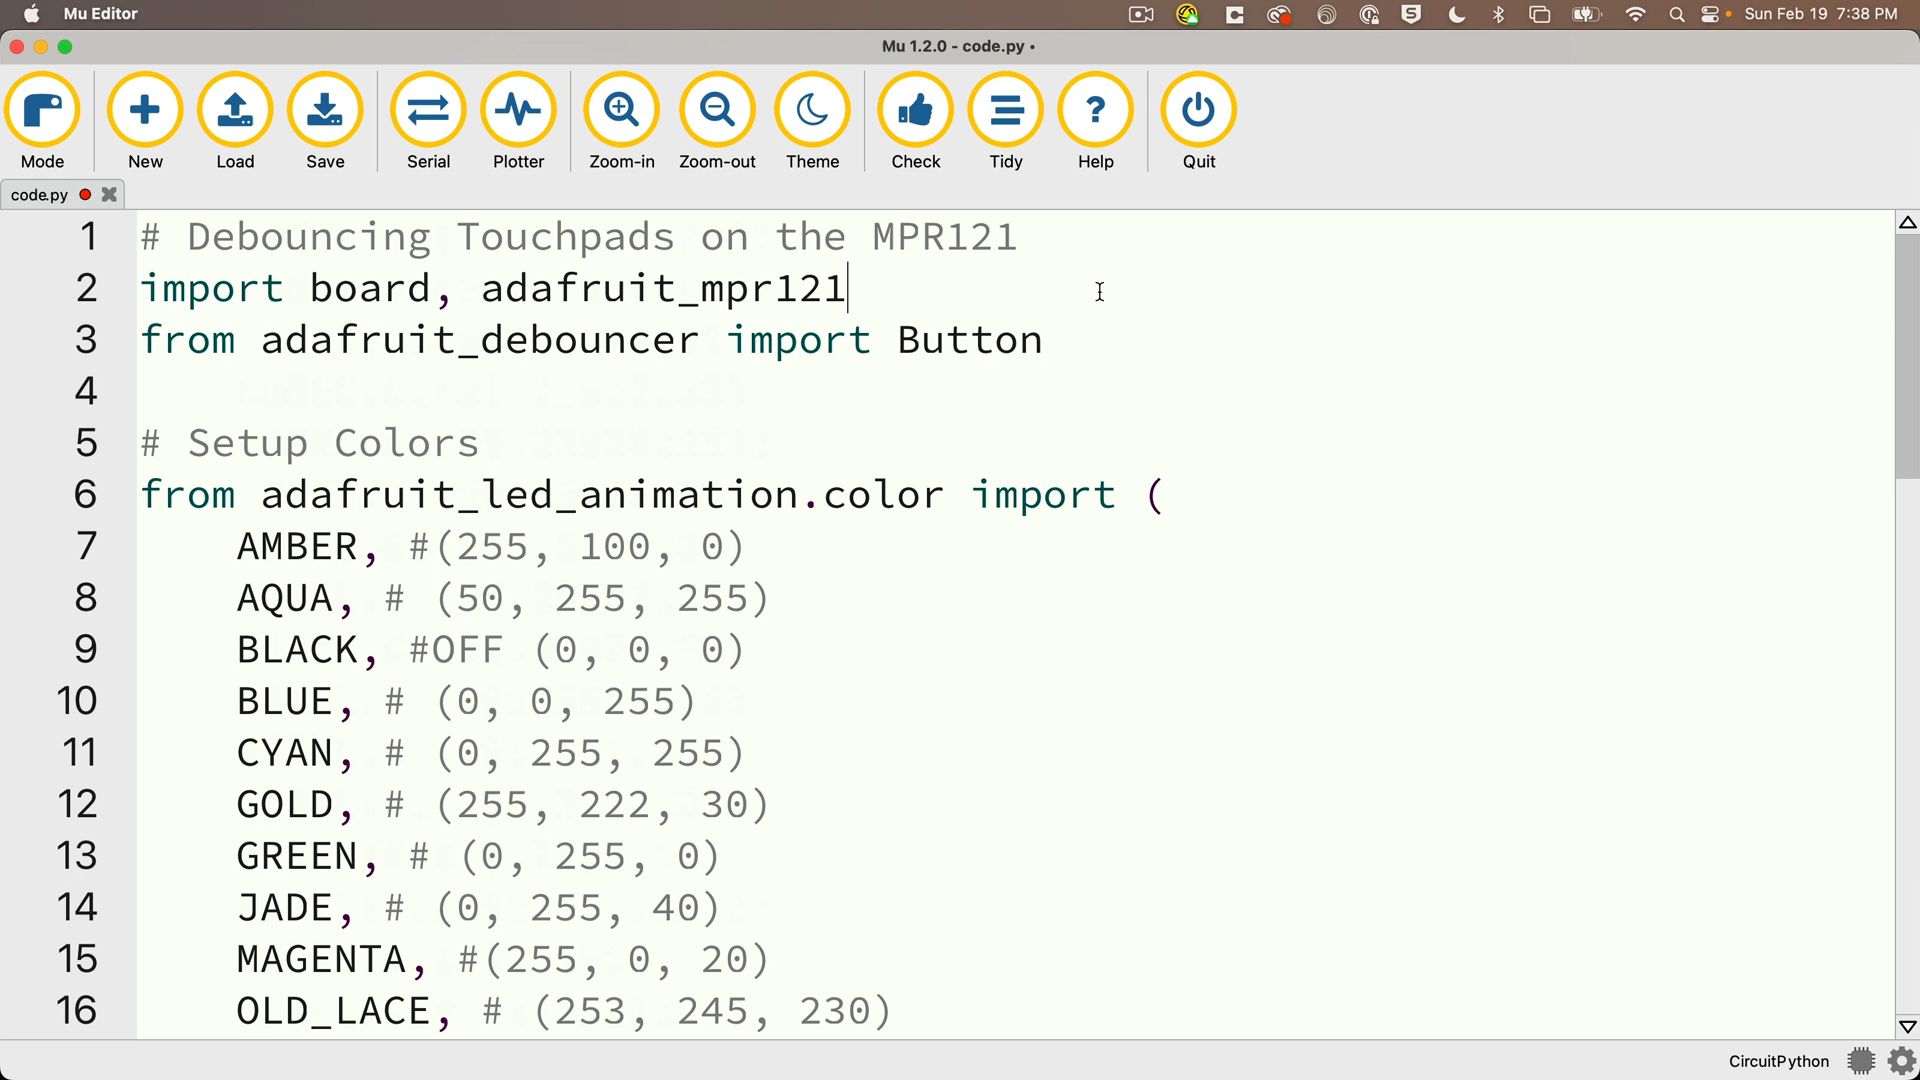 Mu Editor
Sun Feb 19 7:38 PM
Mu 1.2.0 - code.py •
Mode New Load Save Serial Plotter Zoom-in Zoom-out Theme Check Tidy Help Quit
code.py
1 # Debouncing Touchpads on the MPR121
2 import board, adafruit_mpr121
3 from adafruit_debouncer import Button
4
5 # Setup Colors
6 from adafruit_led_animation.color import (
7 AMBER, #(255, 100, 0)
8 AQUA, # (50, 255, 255)
9 BLACK, #OFF (0, 0, 0)
10 BLUE, # (0, 0, 255)
11 CYAN, # (0, 255, 255)
12 GOLD, # (255, 222, 30)
13 GREEN, # (0, 255, 0)
14 JADE, # (0, 255, 40)
15 MAGENTA, #(255, 0, 20)
16 OLD_LACE, # (253, 245, 230)
CircuitPython